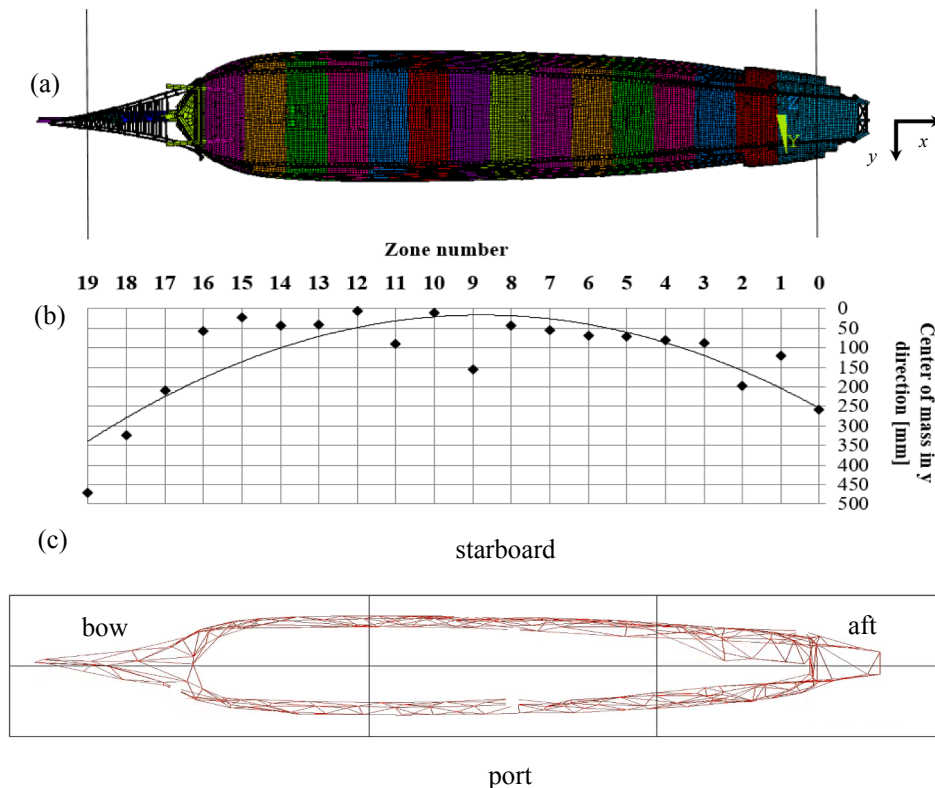 (a)
Z
Y
y
x
Zone number
19 18 17 16 15 14 13 12 11 10 9 8 7 6 5 4 3 2 1 0
(b)
0
50
100
150
200
250
300
350
400
450
500
Center of mass in y
direction [mm]
(c)
starboard
bow
aft
port